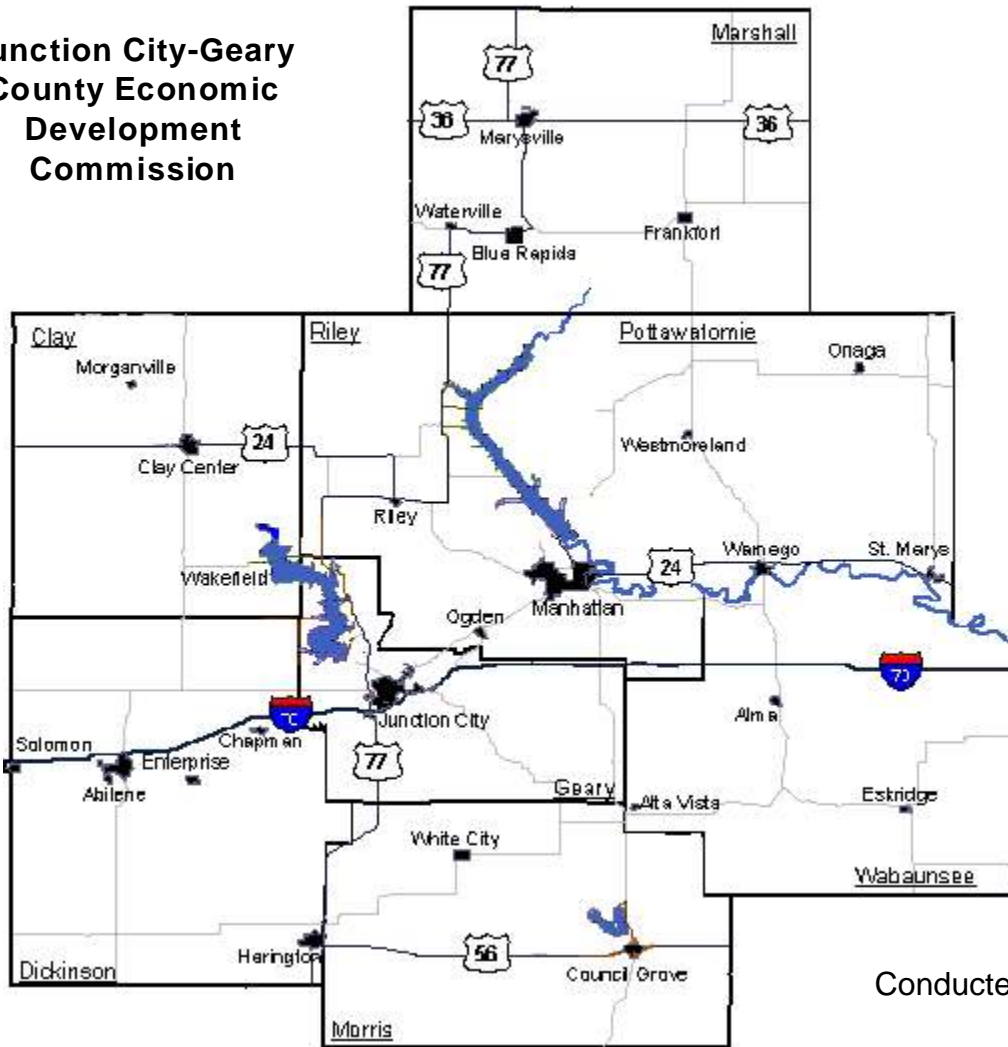 unction City-Geary
County Economic
Development
Commission
Marshall
77
36
36
Marysville
Waterville
Blue Rapids
Frankfort
77
Clay
Riley
Pottawatomie
Morganville
Onaga
Westmoreland
24
Clay Center
Riley
Wakefield
24
Wamego
St. Marys
Manhattan
Ogden
70
70
Alma
Junction City
Solomon
Chapman
Enterprise
Abilene
77
Geary
Alta Vista
Eskridge
White City
Wabaunsee
Herington
56
Council Grove
Dickinson
Conducte
Morris